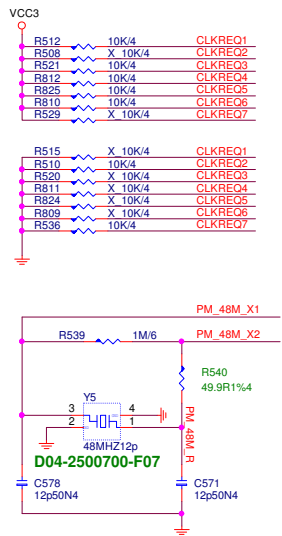 VCC3
R512 10K/4 CLKREQ1
R508 X_10K/4 CLKREQ2
R521 10K/4 CLKREQ3
R812 10K/4 CLKREQ4
R825 10K/4 CLKREQ5
R810 10K/4 CLKREQ6
R529 X_10K/4 CLKREQ7
R515 X_10K/4 CLKREQ1
R510 10K/4 CLKREQ2
R520 X_10K/4 CLKREQ3
R811 X_10K/4 CLKREQ4
R824 X_10K/4 CLKREQ5
R809 X_10K/4 CLKREQ6
R536 10K/4 CLKREQ7
PM_48M_X1
R539 1M/6 PM_48M_X2
R540
49.9R1%4
Y5
3 4
2 1
48MHZ12p
PM_48M_R
D04-2500700-F07
C578
12p50N4
C571
12p50N4